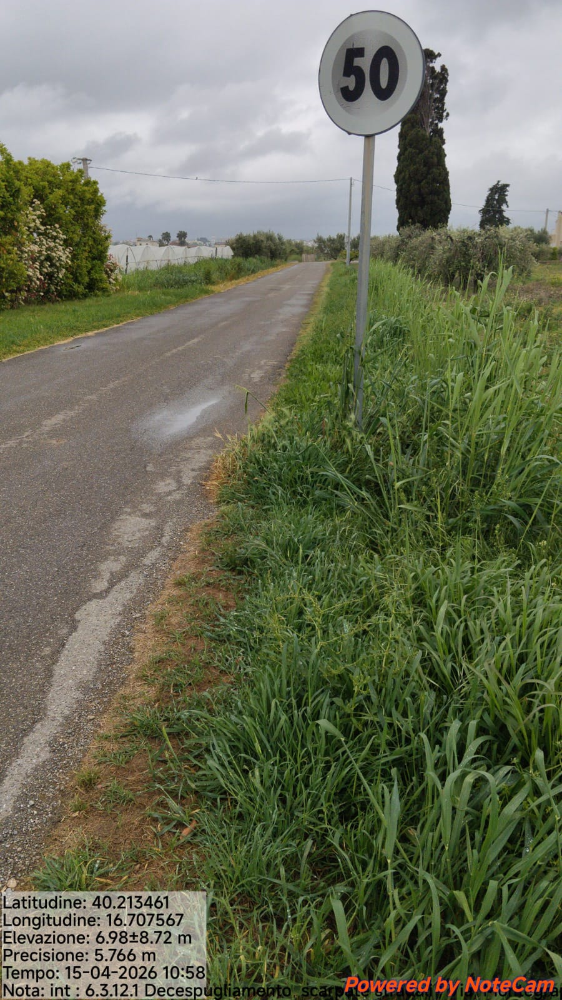 50
Latitudine: 40.213461
Longitudine: 16.707567
Elevazione: 6.98±8.72 m
Precisione: 5.766 m
Tempo: 15-04-2026 10:58
Nota: int : 6.3.12.1 Decespugliamento
Powered by NoteCam